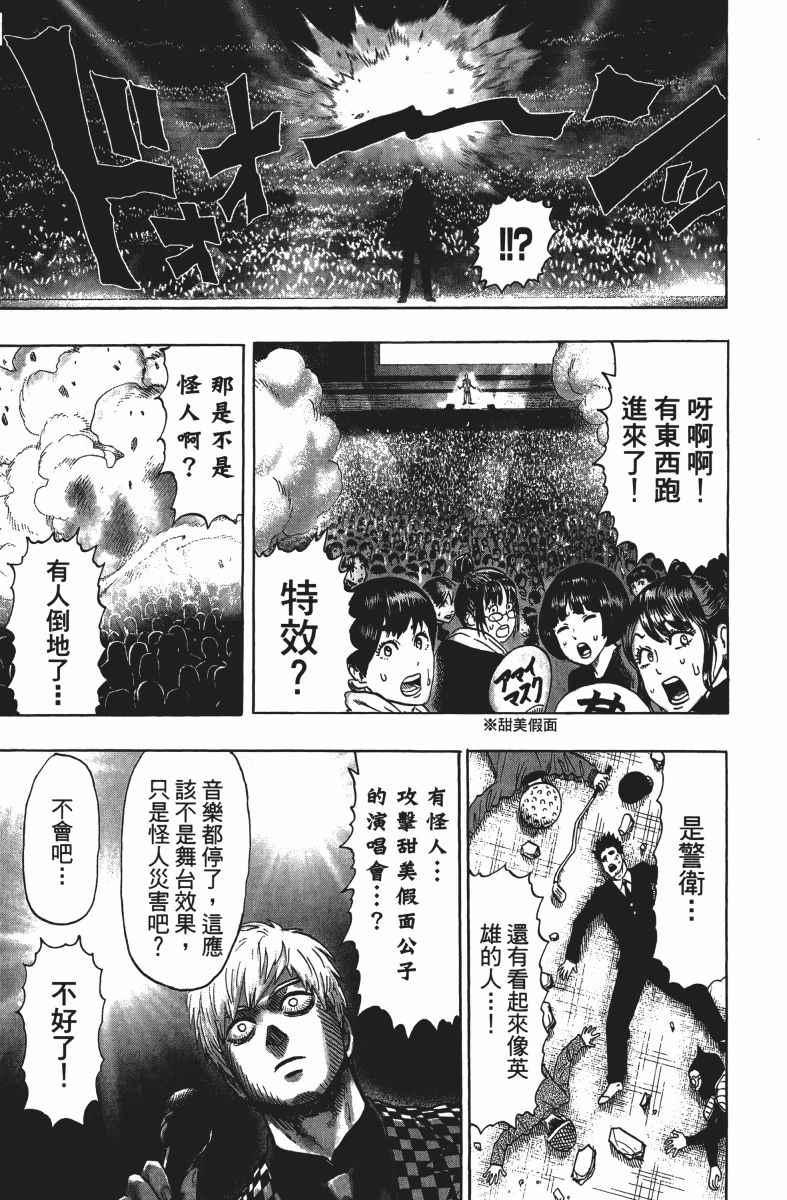 ドオオーン
!!?
呀啊啊！
有東西跑
進來了！
特效？
アマイ
マスク
※甜美假面
那是不是
怪人啊？
有人倒地了…
是警衛…
還有看起來像英
雄的人…！
有怪人…
攻擊甜美假面公子
的演唱會…？
音樂都停了，這應
該不是舞台效果，
只是怪人災害吧？
不會吧…
不好了！